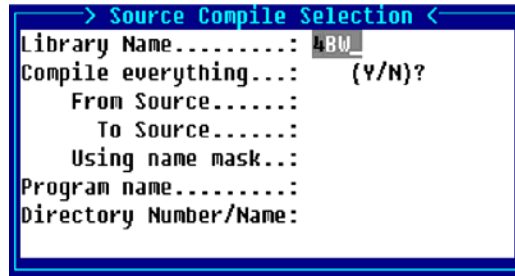 > Source Compile Selection <
Library Name.........: 4BW_
Compile everything...: (Y/N)?
From Source......:
To Source......:
Using name mask..:
Program name.........:
Directory Number/Name: